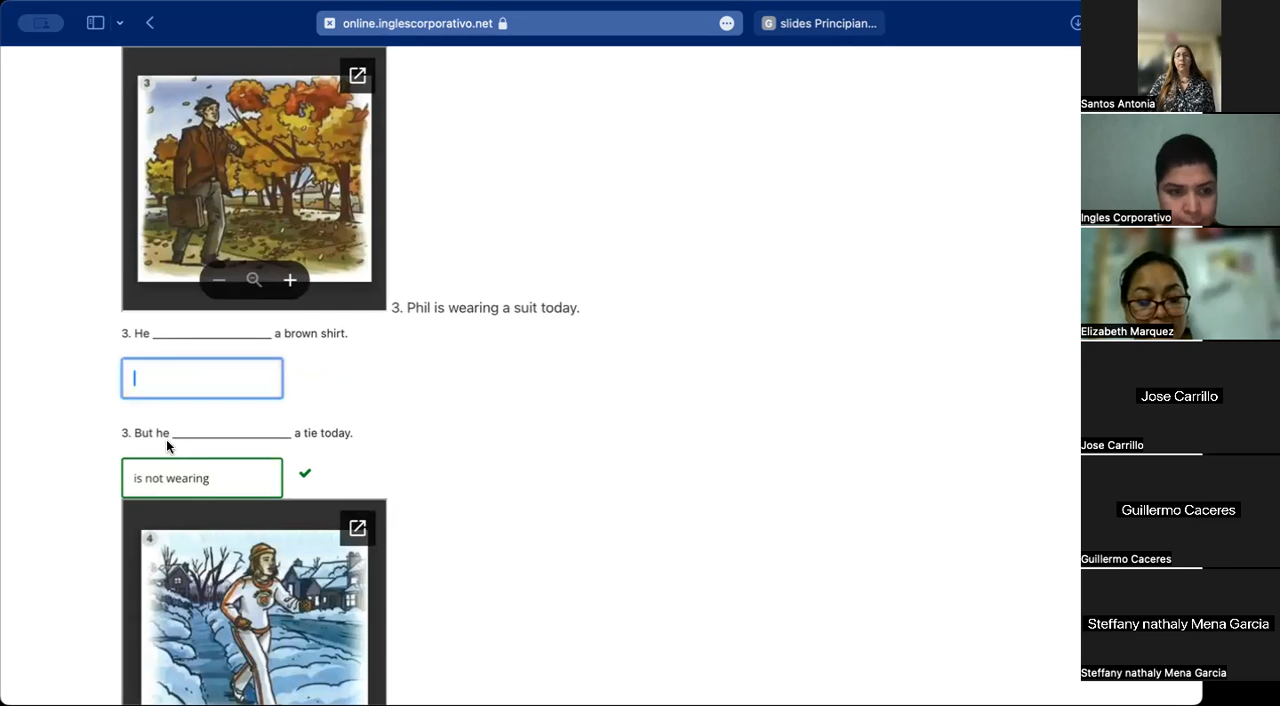 online.inglescorporativo.net
G slides Principian...
3
3. Phil is wearing a suit today.
3. He ____________________ a brown shirt.
3. But he ____________________ a tie today.
is not wearing
4
Santos Antonia
Ingles Corporativo
Elizabeth Marquez
Jose Carrillo
Jose Carrillo
Guillermo Caceres
Guillermo Caceres
Steffany nathaly Mena Garcia
Steffany nathaly Mena Garcia